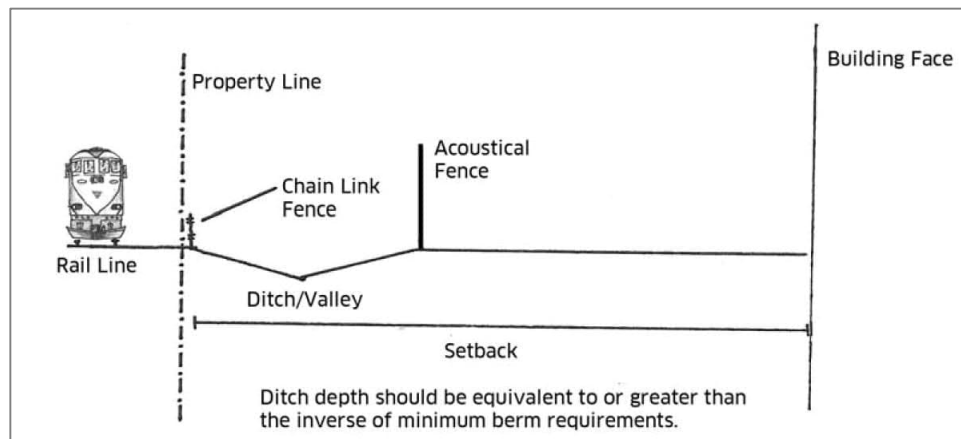 Property Line
Building Face
Acoustical
Fence
Chain Link
Fence
Rail Line
Ditch/Valley
Setback
Ditch depth should be equivalent to or greater than
the inverse of minimum berm requirements.